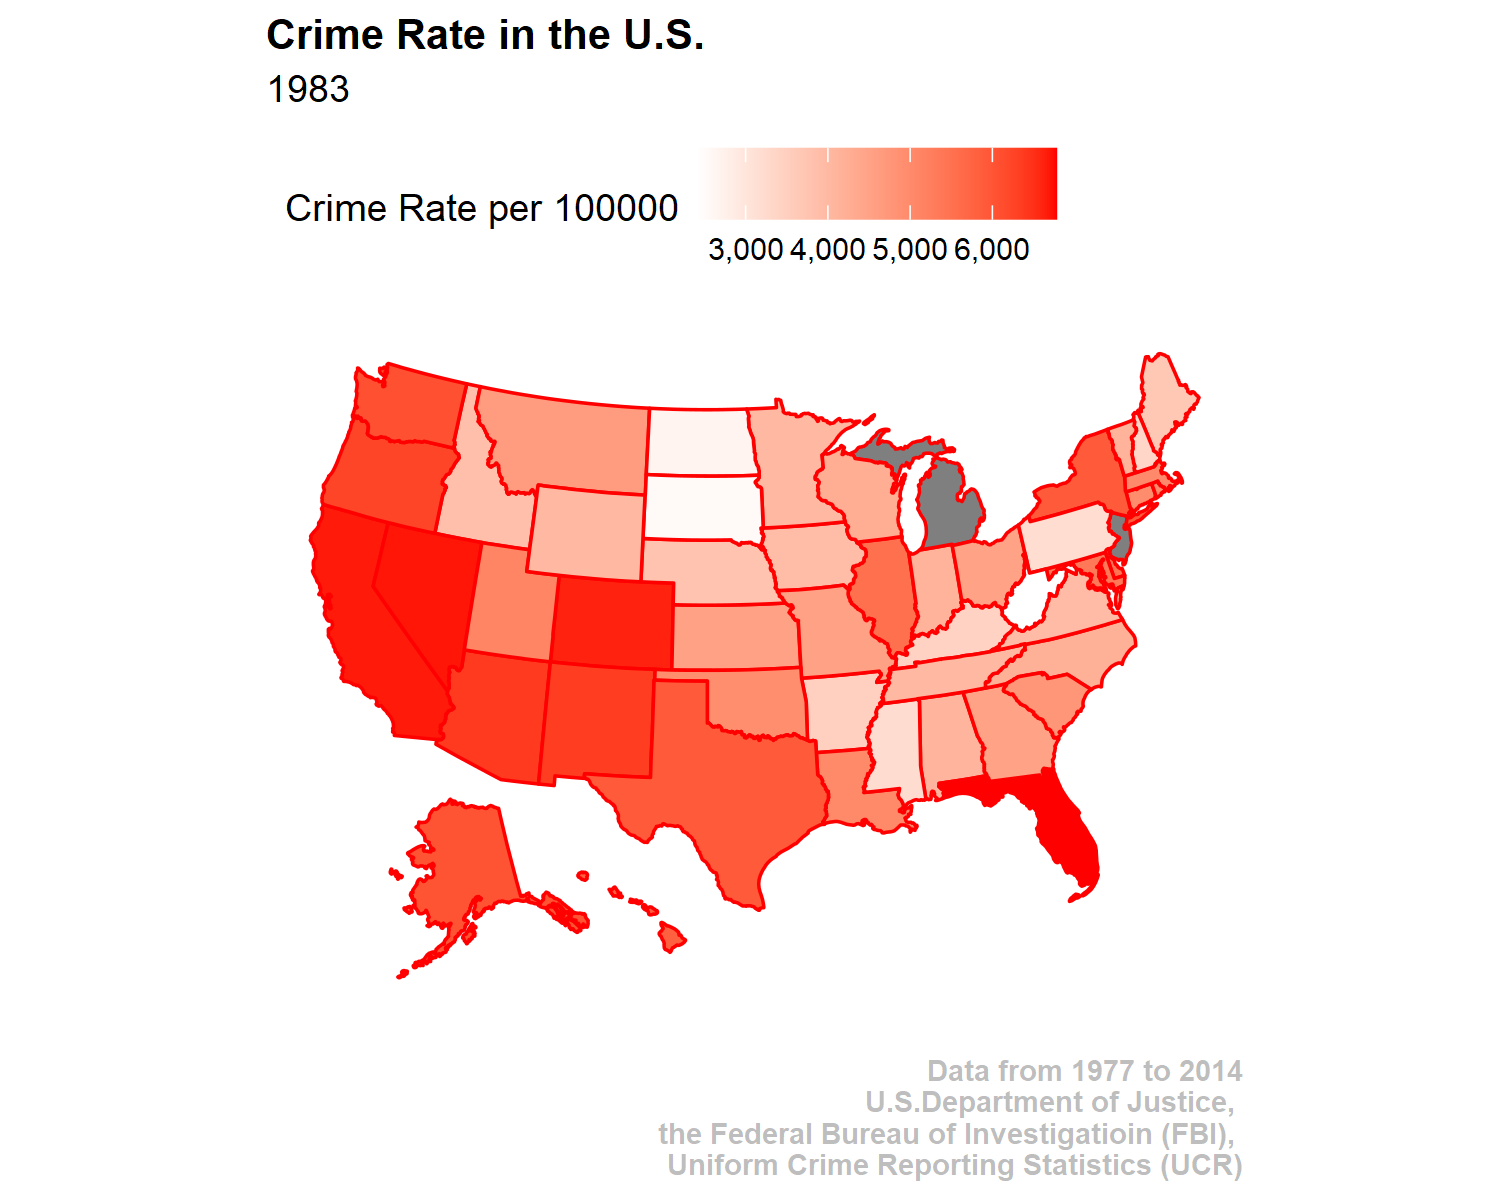 Crime Rate in the U.S.
1983
Crime Rate per 100000
3,000 4,000 5,000 6,000
Data from 1977 to 2014
U.S.Department of Justice,
the Federal Bureau of Investigatioin (FBI),
Uniform Crime Reporting Statistics (UCR)